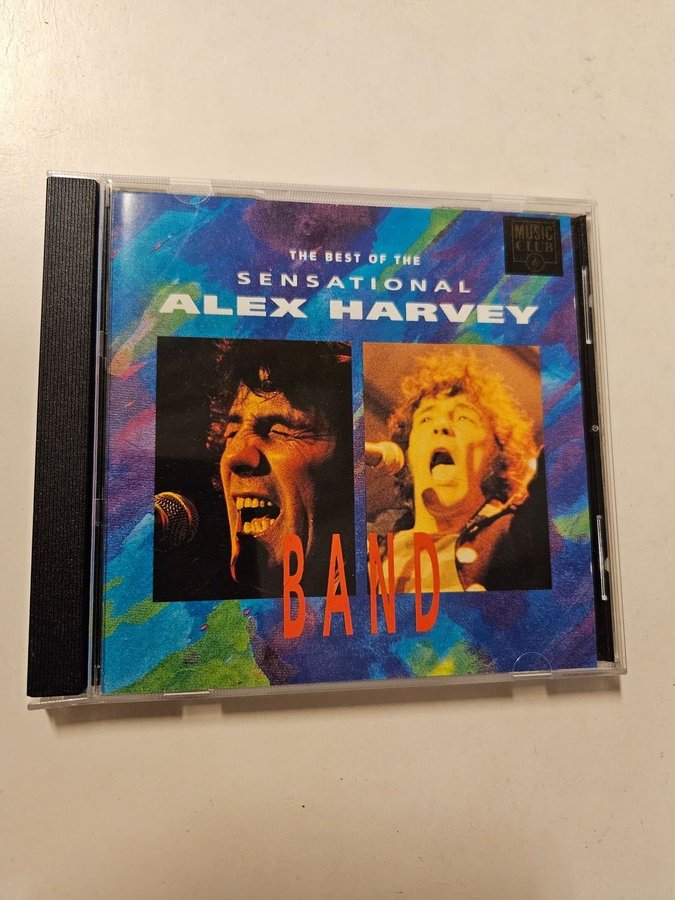 MUSIC
CLUB
THE BEST OF THE
SENSATIONAL
ALEX HARVEY
BAND